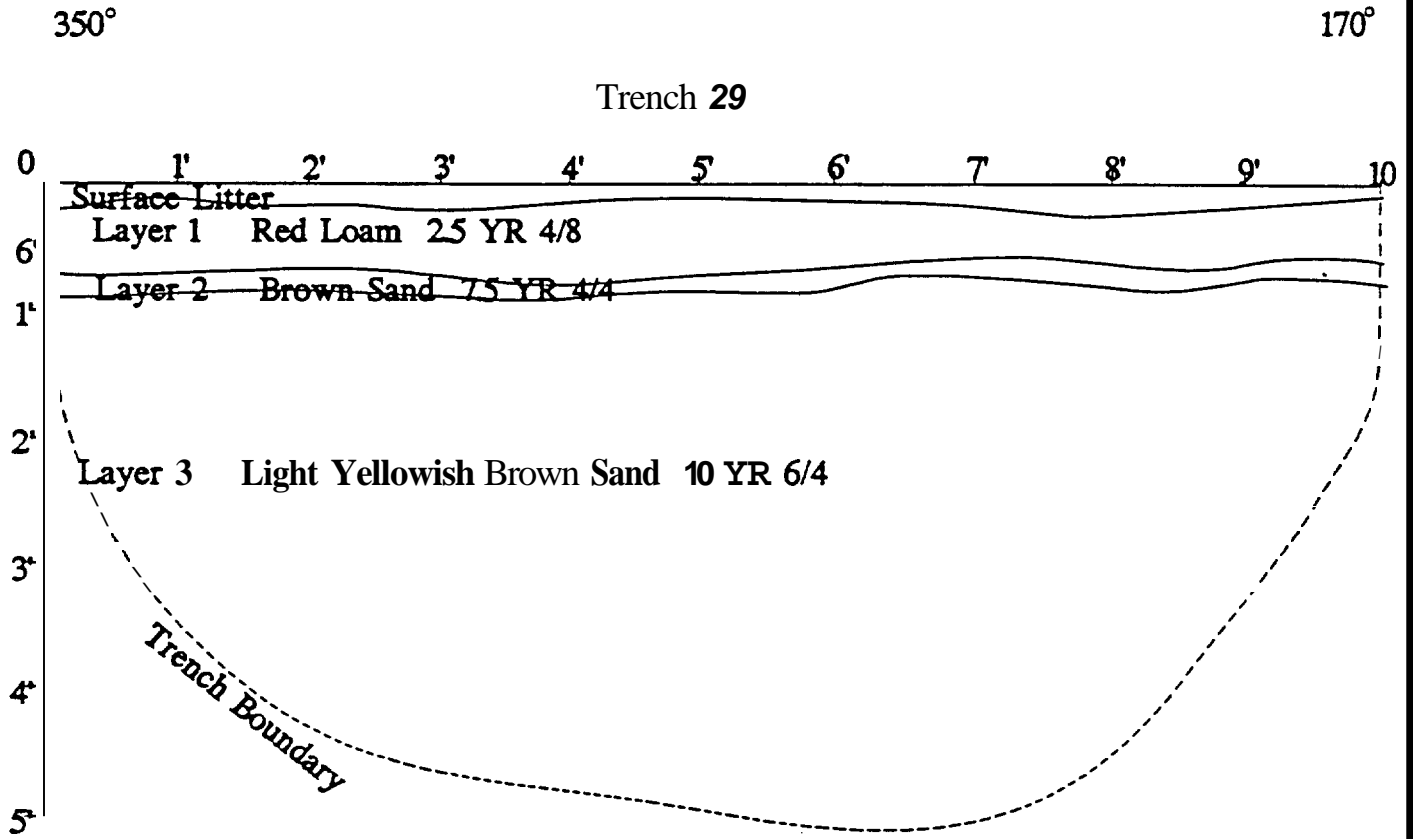 350° 170°
Trench 29
0 1' 2' 3' 4' 5' 6' 7' 8' 9' 10
Surface Litter
Layer 1 Red Loam 2.5 YR 4/8
6'
Layer 2 Brown Sand 7.5 YR 4/4
1'
2'
Layer 3 Light Yellowish Brown Sand 10 YR 6/4
3'
4'
Trench Boundary
5'